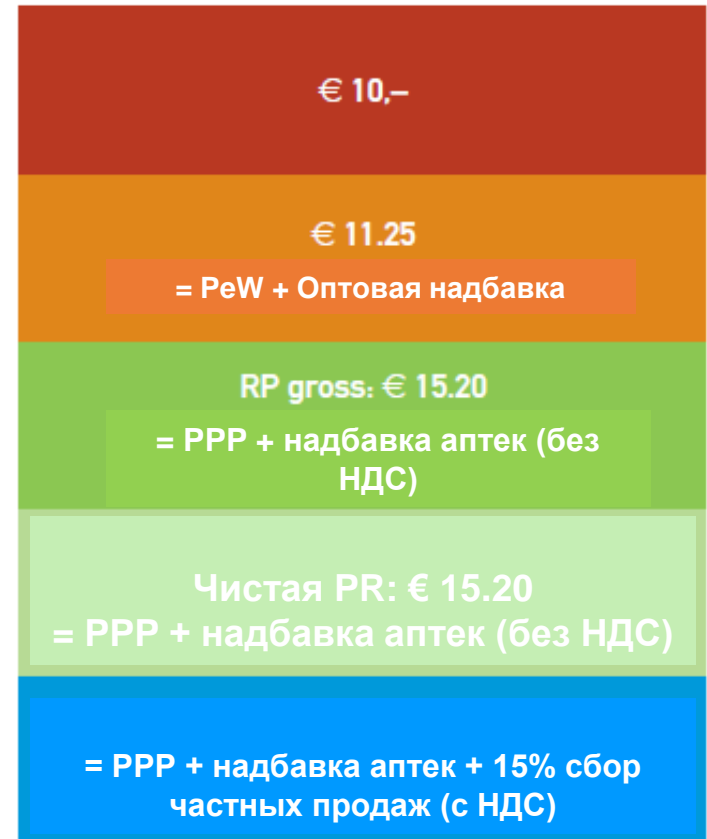 € 10,–
€ 11.25
= PeW + Оптовая надбавка
RP gross: € 15.20
= PPP + надбавка аптек (без
НДС)
Чистая PR: € 15.20
= PPP + надбавка аптек (без НДС)
= PPP + надбавка аптек + 15% сбор
частных продаж (с НДС)